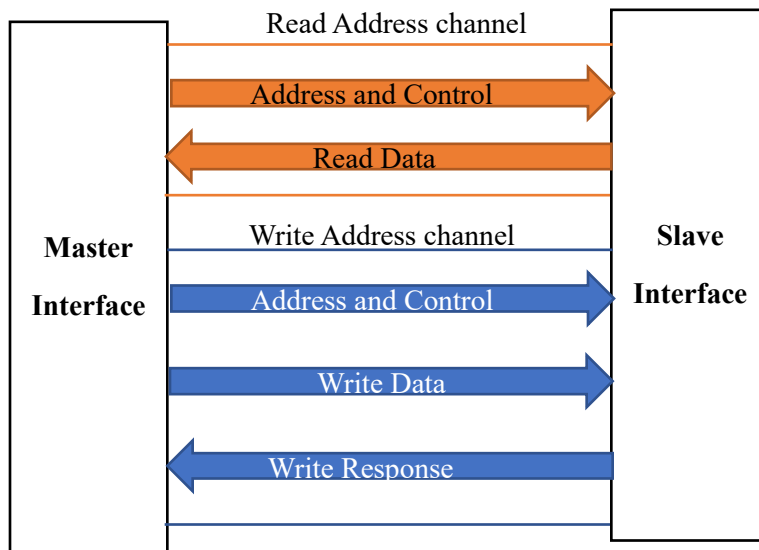 Read Address channel
Address and Control
Read Data
Write Address channel
Address and Control
Write Data
Write Response
Master
Interface
Slave
Interface